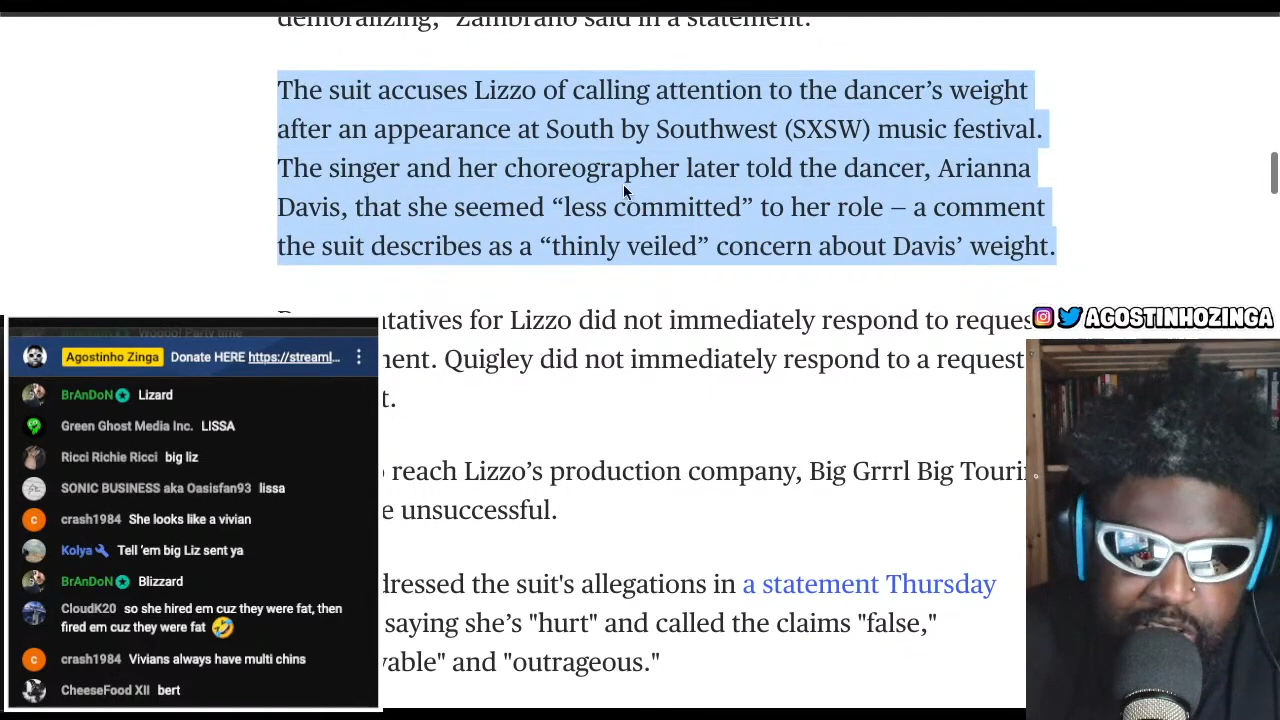 demoralizing," Zambrano said in a statement.
The suit accuses Lizzo of calling attention to the dancer’s weight
after an appearance at South by Southwest (SXSW) music festival.
The singer and her choreographer later told the dancer, Arianna
Davis, that she seemed “less committed” to her role – a comment
the suit describes as a “thinly veiled” concern about Davis’ weight.
tatives for Lizzo did not immediately respond to reques
ent. Quigley did not immediately respond to a request
t.
reach Lizzo’s production company, Big Grrrl Big Touri
e unsuccessful.
dressed the suit's allegations in a statement Thursday
saying she’s "hurt" and called the claims "false,"
vable" and "outrageous."
AGOSTINHOZINGA
Woooo! Party time
Agostinho Zinga Donate HERE https://streaml...
BrAnDoN Lizard
Green Ghost Media Inc. LISSA
Ricci Richie Ricci big liz
SONIC BUSINESS aka Oasisfan93 lissa
c crash1984 She looks like a vivian
Kolya Tell 'em big Liz sent ya
BrAnDoN Blizzard
CloudK20 so she hired em cuz they were fat, then
fired em cuz they were fat 🤣
c crash1984 Vivians always have multi chins
CheeseFood XII bert